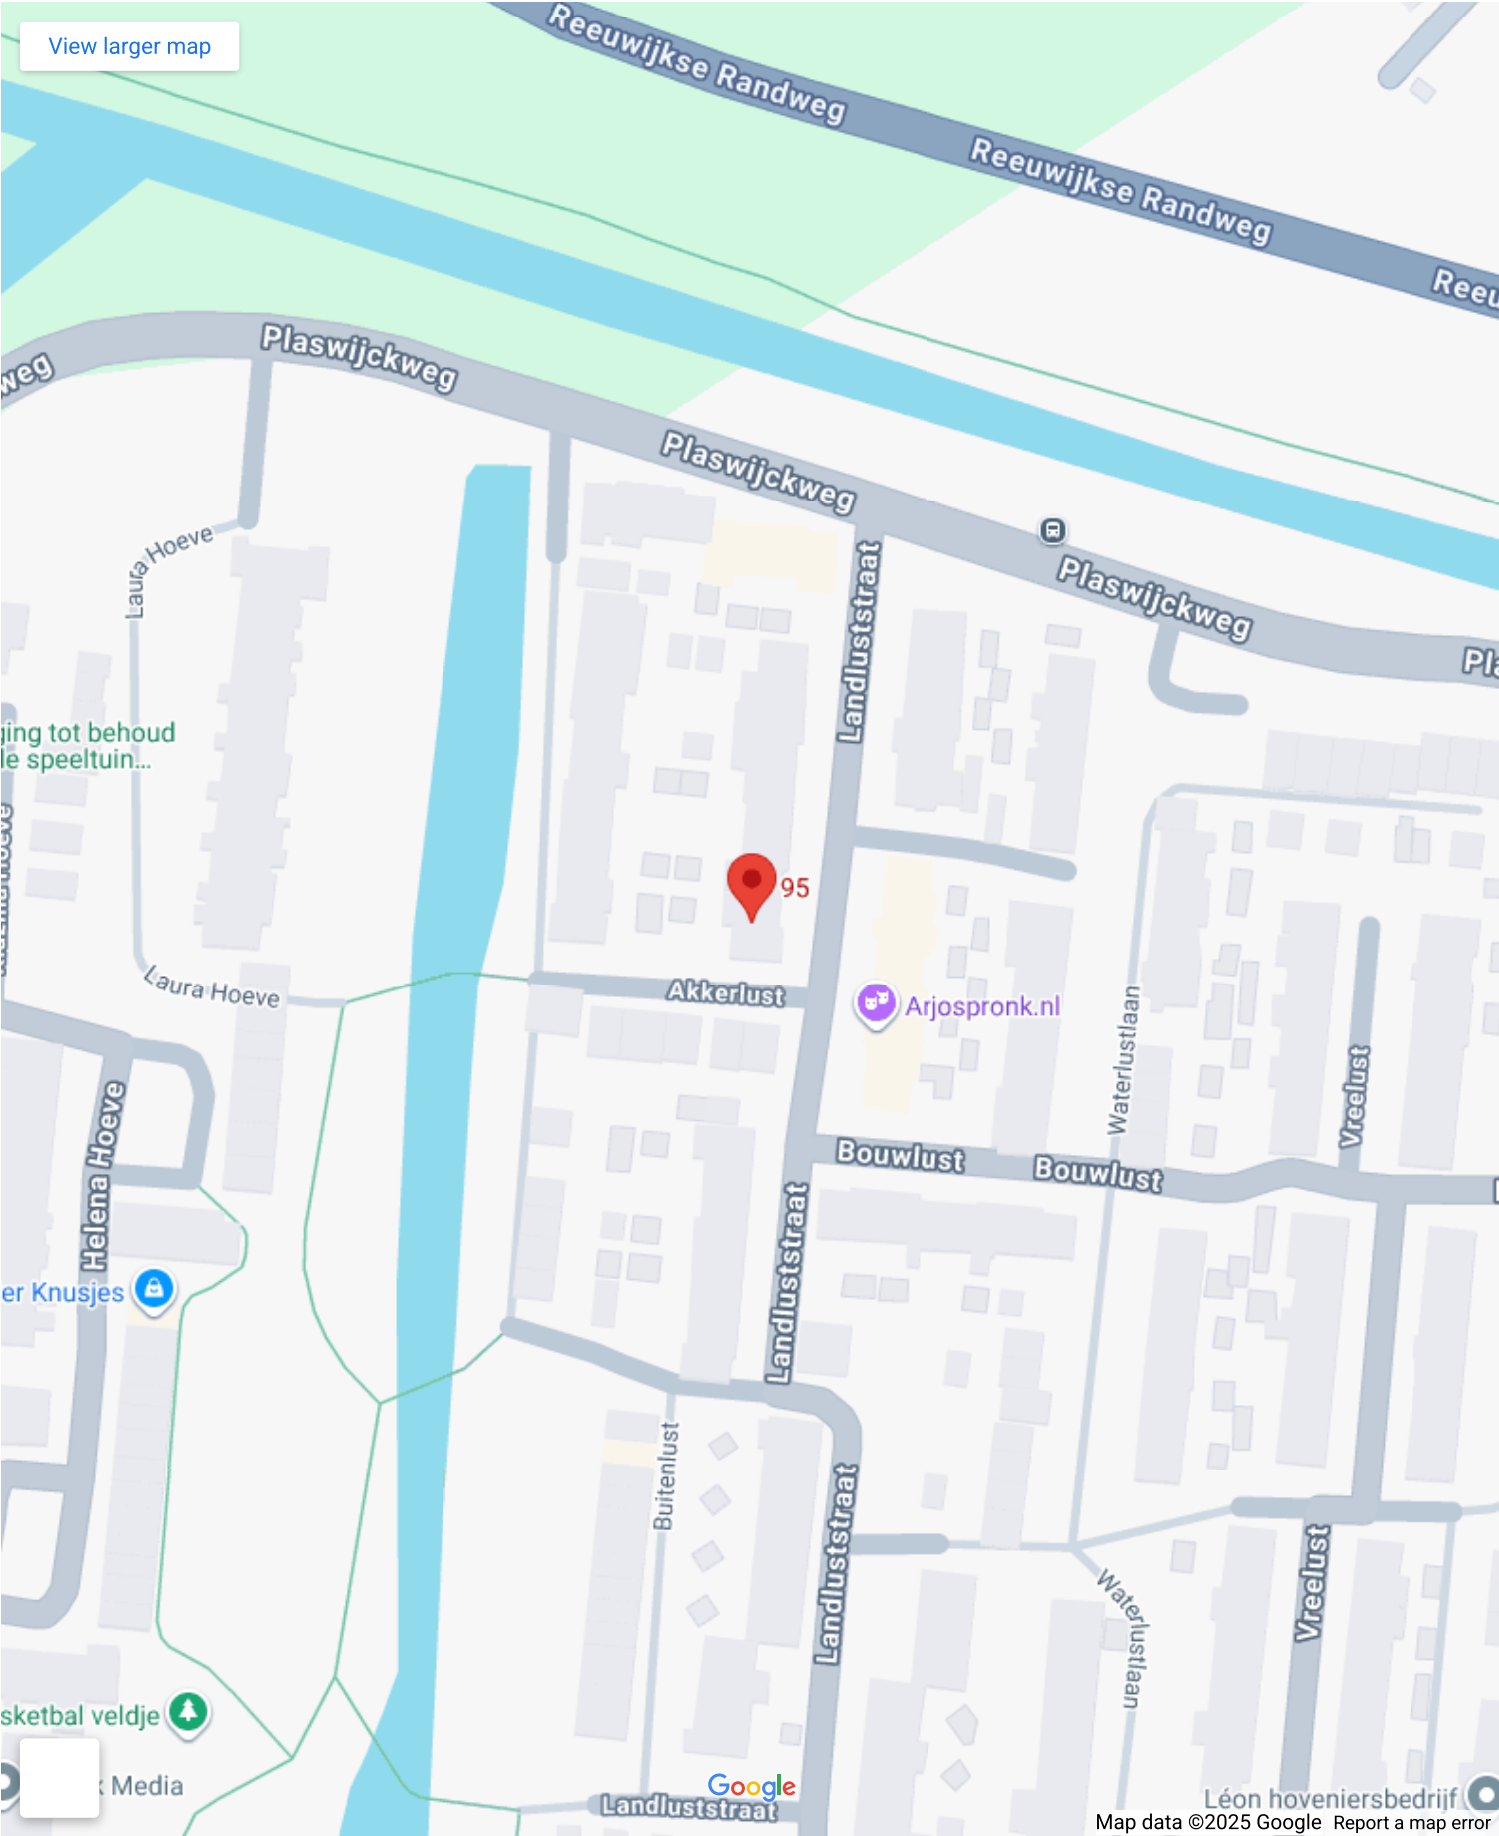 View larger map
Reeuwijkse Randweg
Reeuwijkse Randweg
Reeu
weg
Plaswijckweg
Plaswijckweg
Plaswijckweg
Pla
Laura Hoeve
Landluststraat
ging tot behoud
le speeltuin...
95
Laura Hoeve
Akkerlust
Arjospronk.nl
Waterlustlaan
Vreelust
Helena Hoeve
Bouwlust
Bouwlust
Landluststraat
er Knusjes
Buitenlust
Landluststraat
Vreelust
Waterlustlaan
sketbal veldje
k Media
Google
Landluststraat
Léon hoveniersbedrijf
Map data ©2025 Google Report a map error